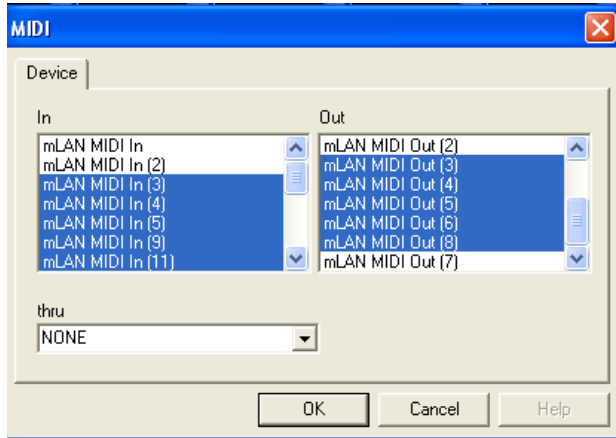 MIDI
Device
In
Out
mLAN MIDI In
mLAN MIDI In (2)
mLAN MIDI In (3)
mLAN MIDI In (4)
mLAN MIDI In (5)
mLAN MIDI In (9)
mLAN MIDI In (11)
mLAN MIDI Out (2)
mLAN MIDI Out (3)
mLAN MIDI Out (4)
mLAN MIDI Out (5)
mLAN MIDI Out (6)
mLAN MIDI Out (8)
mLAN MIDI Out (7)
thru
NONE
OK
Cancel
Help